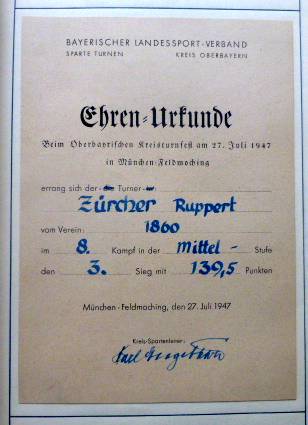 BAYERISCHER LANDESSPORT-VERBAND
SPARTE TURNEN KREIS OBERBAYERN
Ehren-Urkunde
Beim Oberbayrischen Kreisturnfest am 27. Juli 1947
in München-Feldmoching
errang sich der - die Turner - in-
Zürcher Ruppert
vom Verein: 1860
im 8. Kampf in der Mittel - Stufe
den 3. Sieg mit 139,5 Punkten
München-Feldmoching, den 27. Juli 1947
Kreis-Spartenleiter: